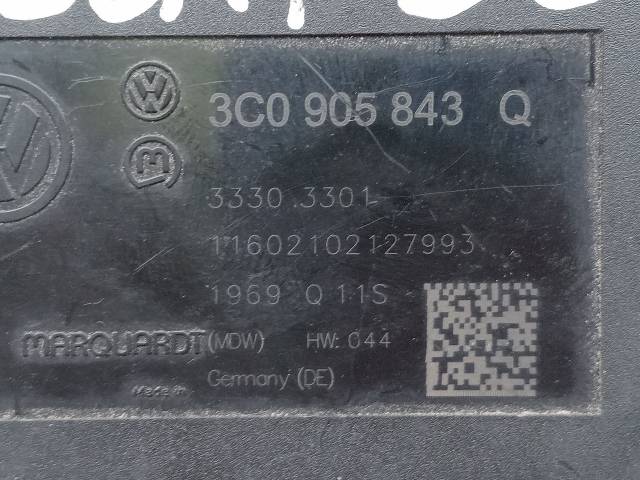 3C0 905 843 Q
3330.3301
11602102127993
1969 Q 11S
MARQUARDT (MDW) HW: 044
Made in Germany (DE)